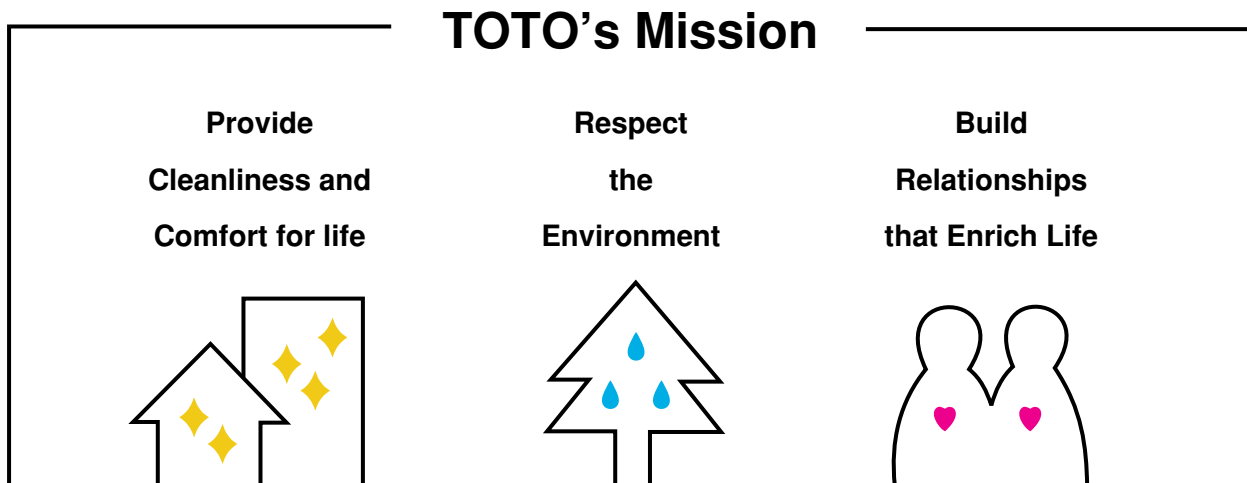 TOTO's Mission
Provide
Cleanliness and
Comfort for life
Respect
the
Environment
Build
Relationships
that Enrich Life